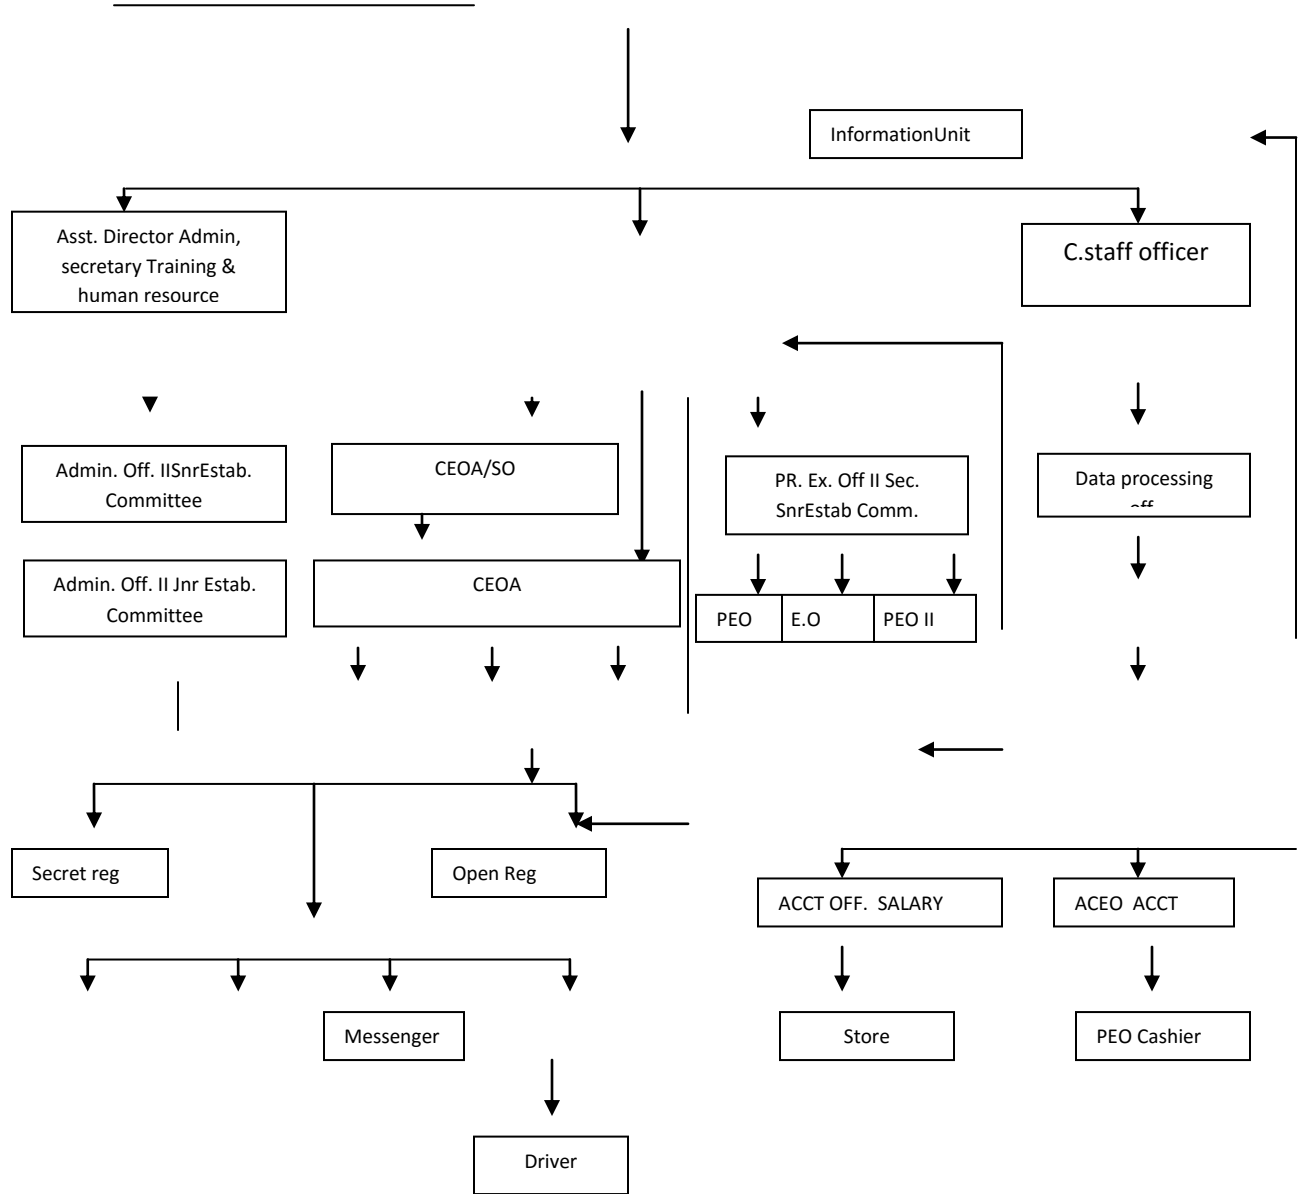 InformationUnit
Asst. Director Admin,
secretary Training &
human resource
C.staff officer
Admin. Off. IISnrEstab.
Committee
CEOA/SO
PR. Ex. Off II Sec.
SnrEstab Comm.
Data processing
Admin. Off. II Jnr Estab.
Committee
CEOA
PEO
E.O
PEO II
Secret reg
Open Reg
ACCT OFF. SALARY
ACEO ACCT
Messenger
Store
PEO Cashier
Driver